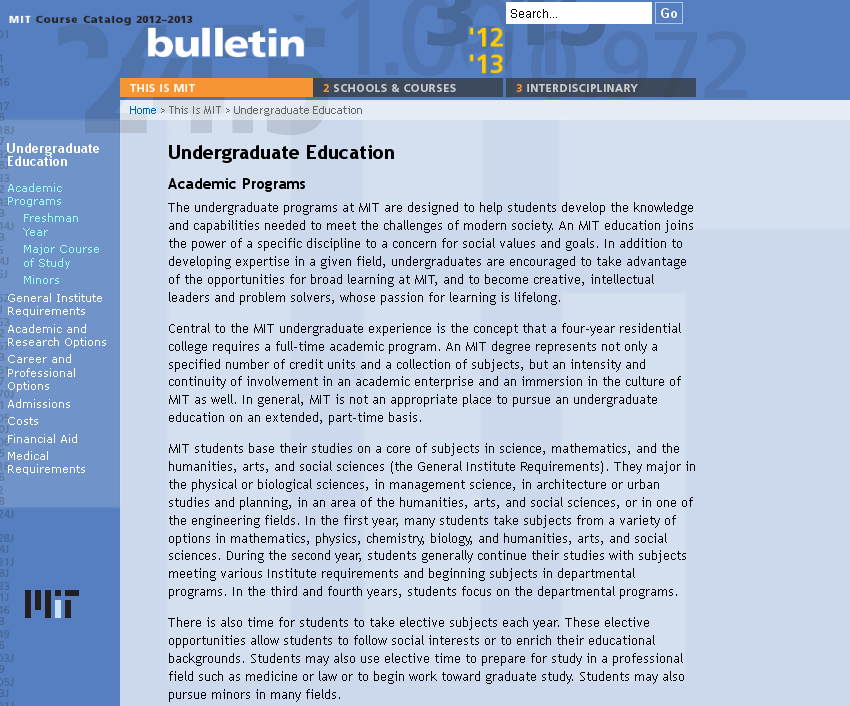 MIT Course Catalog 2012-2013
bulletin
'12
'13
Search...
Go
THIS IS MIT
2 SCHOOLS & COURSES
3 INTERDISCIPLINARY
Home > This Is MIT > Undergraduate Education
Undergraduate
Education
Academic
Programs
Freshman
Year
Major Course
of Study
Minors
General Institute
Requirements
Academic and
Research Options
Career and
Professional
Options
Admissions
Costs
Financial Aid
Medical
Requirements
MIT
Undergraduate Education
Academic Programs
The undergraduate programs at MIT are designed to help students develop the knowledge
and capabilities needed to meet the challenges of modern society. An MIT education joins
the power of a specific discipline to a concern for social values and goals. In addition to
developing expertise in a given field, undergraduates are encouraged to take advantage
of the opportunities for broad learning at MIT, and to become creative, intellectual
leaders and problem solvers, whose passion for learning is lifelong.
Central to the MIT undergraduate experience is the concept that a four-year residential
college requires a full-time academic program. An MIT degree represents not only a
specified number of credit units and a collection of subjects, but an intensity and
continuity of involvement in an academic enterprise and an immersion in the culture of
MIT as well. In general, MIT is not an appropriate place to pursue an undergraduate
education on an extended, part-time basis.
MIT students base their studies on a core of subjects in science, mathematics, and the
humanities, arts, and social sciences (the General Institute Requirements). They major in
the physical or biological sciences, in management science, in architecture or urban
studies and planning, in an area of the humanities, arts, and social sciences, or in one of
the engineering fields. In the first year, many students take subjects from a variety of
options in mathematics, physics, chemistry, biology, and humanities, arts, and social
sciences. During the second year, students generally continue their studies with subjects
meeting various Institute requirements and beginning subjects in departmental
programs. In the third and fourth years, students focus on the departmental programs.
There is also time for students to take elective subjects each year. These elective
opportunities allow students to follow social interests or to enrich their educational
backgrounds. Students may also use elective time to prepare for study in a professional
field such as medicine or law or to begin work toward graduate study. Students may also
pursue minors in many fields.